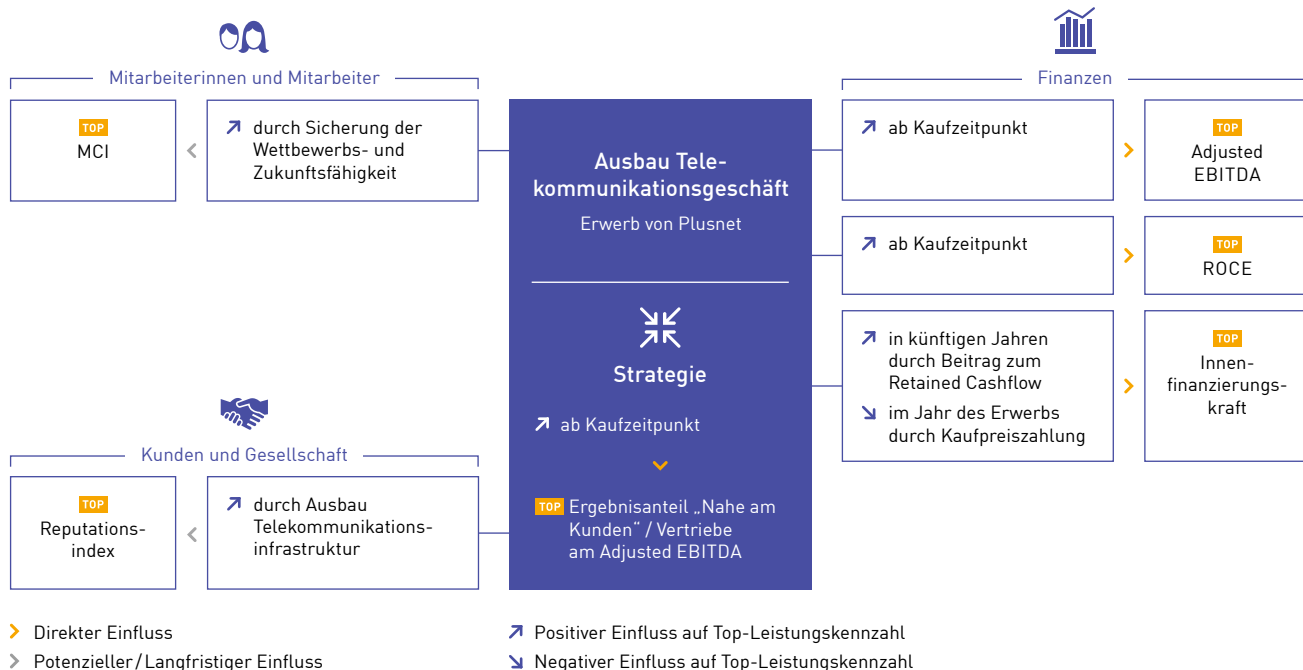 Mitarbeiterinnen und Mitarbeiter
TOP
MCI
durch Sicherung der
Wettbewerbs- und
Zukunftsfähigkeit
Kunden und Gesellschaft
TOP
Reputations-
index
durch Ausbau
Telekommunikations-
infrastruktur
Ausbau Tele-
kommunikationsgeschäft
Erwerb von Plusnet
Strategie
ab Kaufzeitpunkt
TOP Ergebnisanteil „Nahe am
Kunden“ / Vertriebe
am Adjusted EBITDA
Finanzen
ab Kaufzeitpunkt
TOP
Adjusted
EBITDA
ab Kaufzeitpunkt
TOP
ROCE
in künftigen Jahren
durch Beitrag zum
Retained Cashflow
im Jahr des Erwerbs
durch Kaufpreiszahlung
TOP
Innen-
finanzierungs-
kraft
Direkter Einfluss
Potenzieller / Langfristiger Einfluss
Positiver Einfluss auf Top-Leistungskennzahl
Negativer Einfluss auf Top-Leistungskennzahl